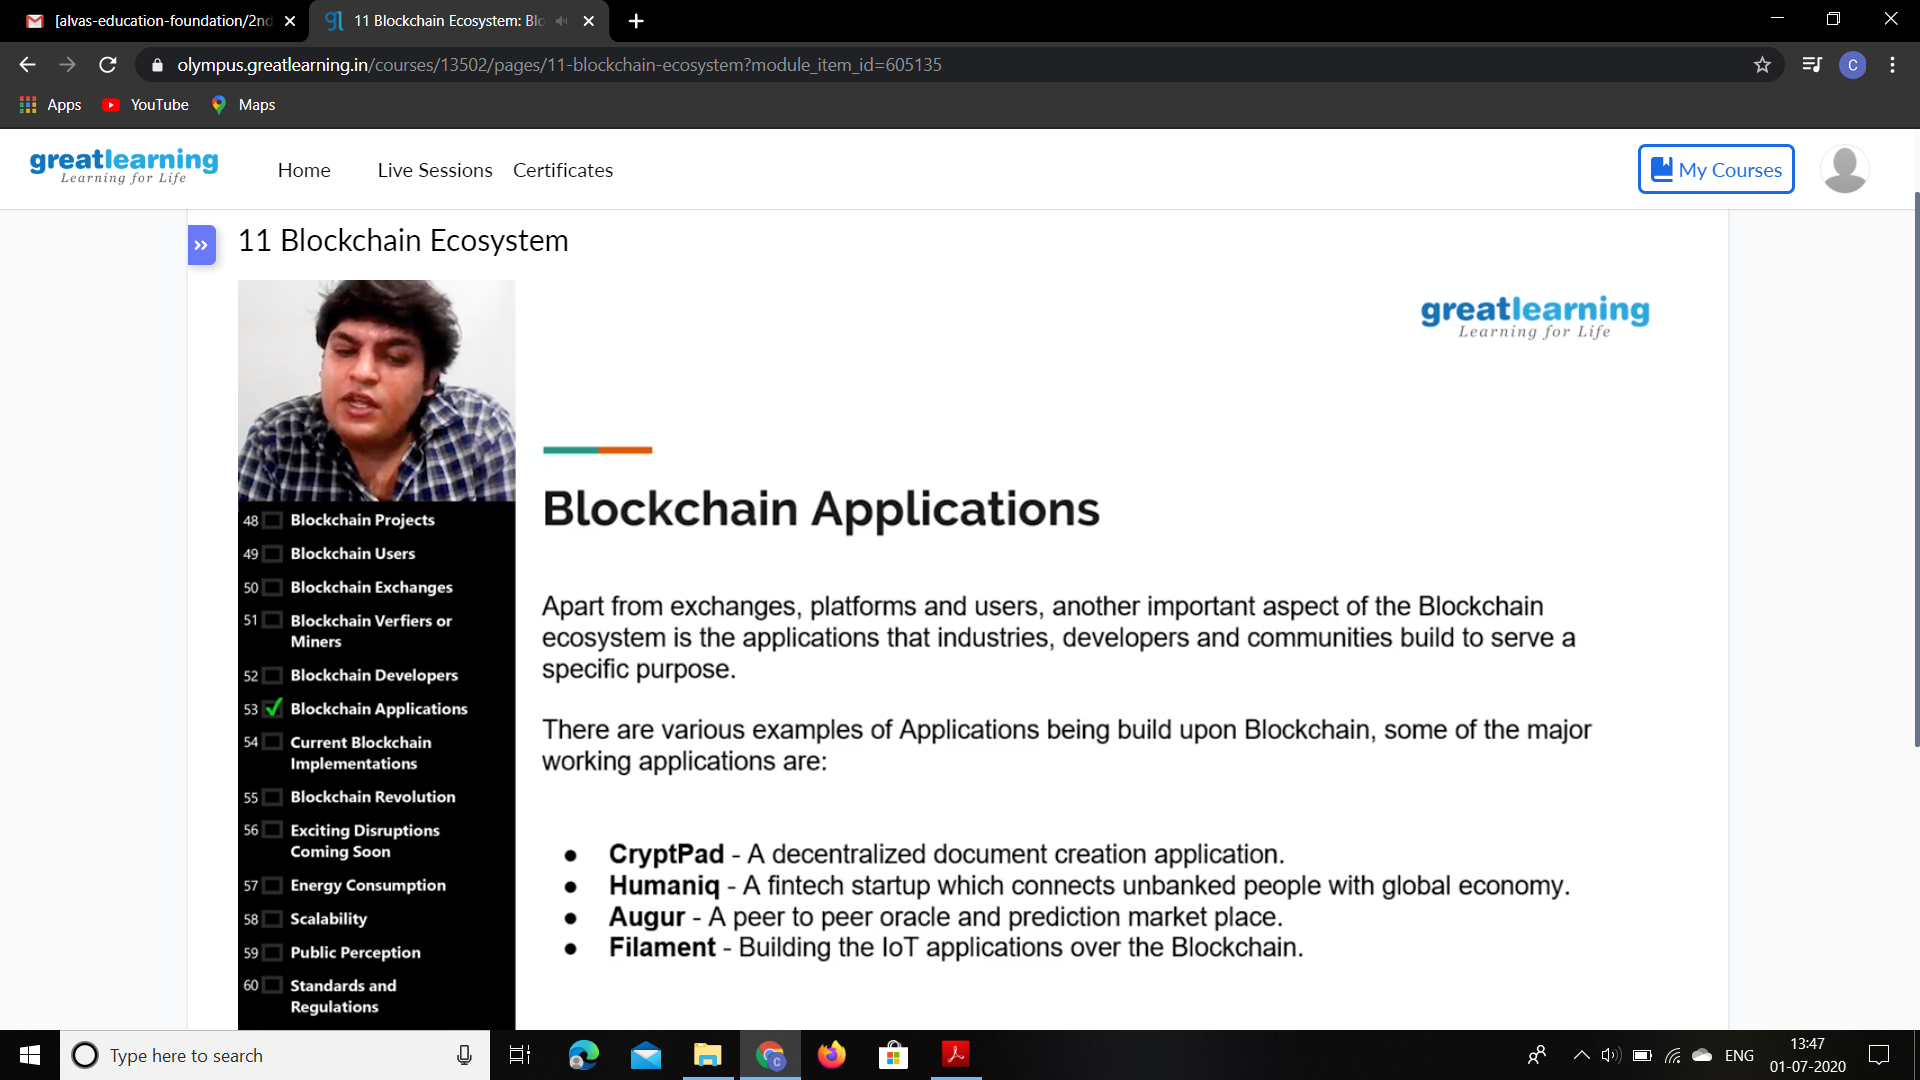 [alvas-education-foundation/2nd
11 Blockchain Ecosystem: Blo
olympus.greatlearning.in/courses/13502/pages/11-blockchain-ecosystem?module_item_id=605135
C
Apps
YouTube
Maps
greatlearning
Learning for Life
Home
Live Sessions
Certificates
My Courses
11 Blockchain Ecosystem
greatlearning
Learning for Life
48 Blockchain Projects
49 Blockchain Users
50 Blockchain Exchanges
51 Blockchain Verfiers or
Miners
52 Blockchain Developers
53 Blockchain Applications
54 Current Blockchain
Implementations
55 Blockchain Revolution
56 Exciting Disruptions
Coming Soon
57 Energy Consumption
58 Scalability
59 Public Perception
60 Standards and
Regulations
Blockchain Applications
Apart from exchanges, platforms and users, another important aspect of the Blockchain
ecosystem is the applications that industries, developers and communities build to serve a
specific purpose.
There are various examples of Applications being build upon Blockchain, some of the major
working applications are:
● CryptPad - A decentralized document creation application.
● Humaniq - A fintech startup which connects unbanked people with global economy.
● Augur - A peer to peer oracle and prediction market place.
● Filament - Building the IoT applications over the Blockchain.
Type here to search
C
ENG
13:47
01-07-2020